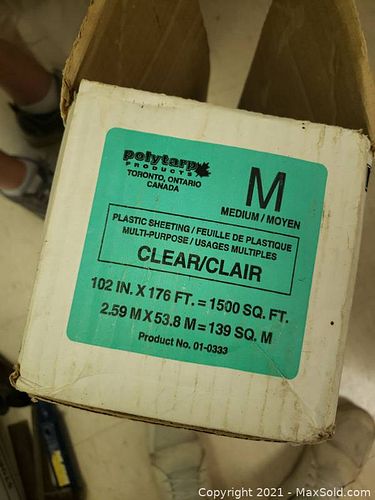 polytarp
PRODUCTS
TORONTO, ONTARIO
CANADA
M
MEDIUM / MOYEN
PLASTIC SHEETING / FEUILLE DE PLASTIQUE
MULTI-PURPOSE / USAGES MULTIPLES
CLEAR/CLAIR
102 IN. X 176 FT. = 1500 SQ. FT.
2.59 M X 53.8 M = 139 SQ. M
Product No. 01-0333
Copyright © 2021 - MaxSold.com